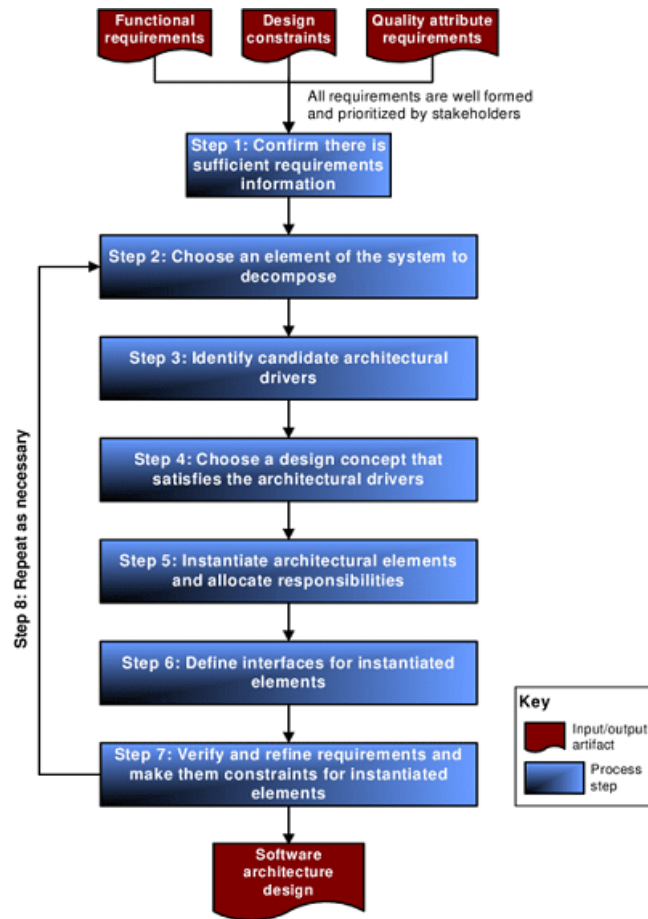 Functional
requirements
Design
constraints
Quality attribute
requirements
All requirements are well formed
and prioritized by stakeholders
Step 1: Confirm there is
sufficient requirements
information
Step 2: Choose an element of the system to
decompose
Step 3: Identify candidate architectural
drivers
Step 4: Choose a design concept that
satisfies the architectural drivers
Step 5: Instantiate architectural elements
and allocate responsibilities
Step 6: Define interfaces for instantiated
elements
Step 7: Verify and refine requirements and
make them constraints for instantiated
elements
Step 8: Repeat as necessary
Software
architecture
design
Key
Input/output
artifact
Process
step